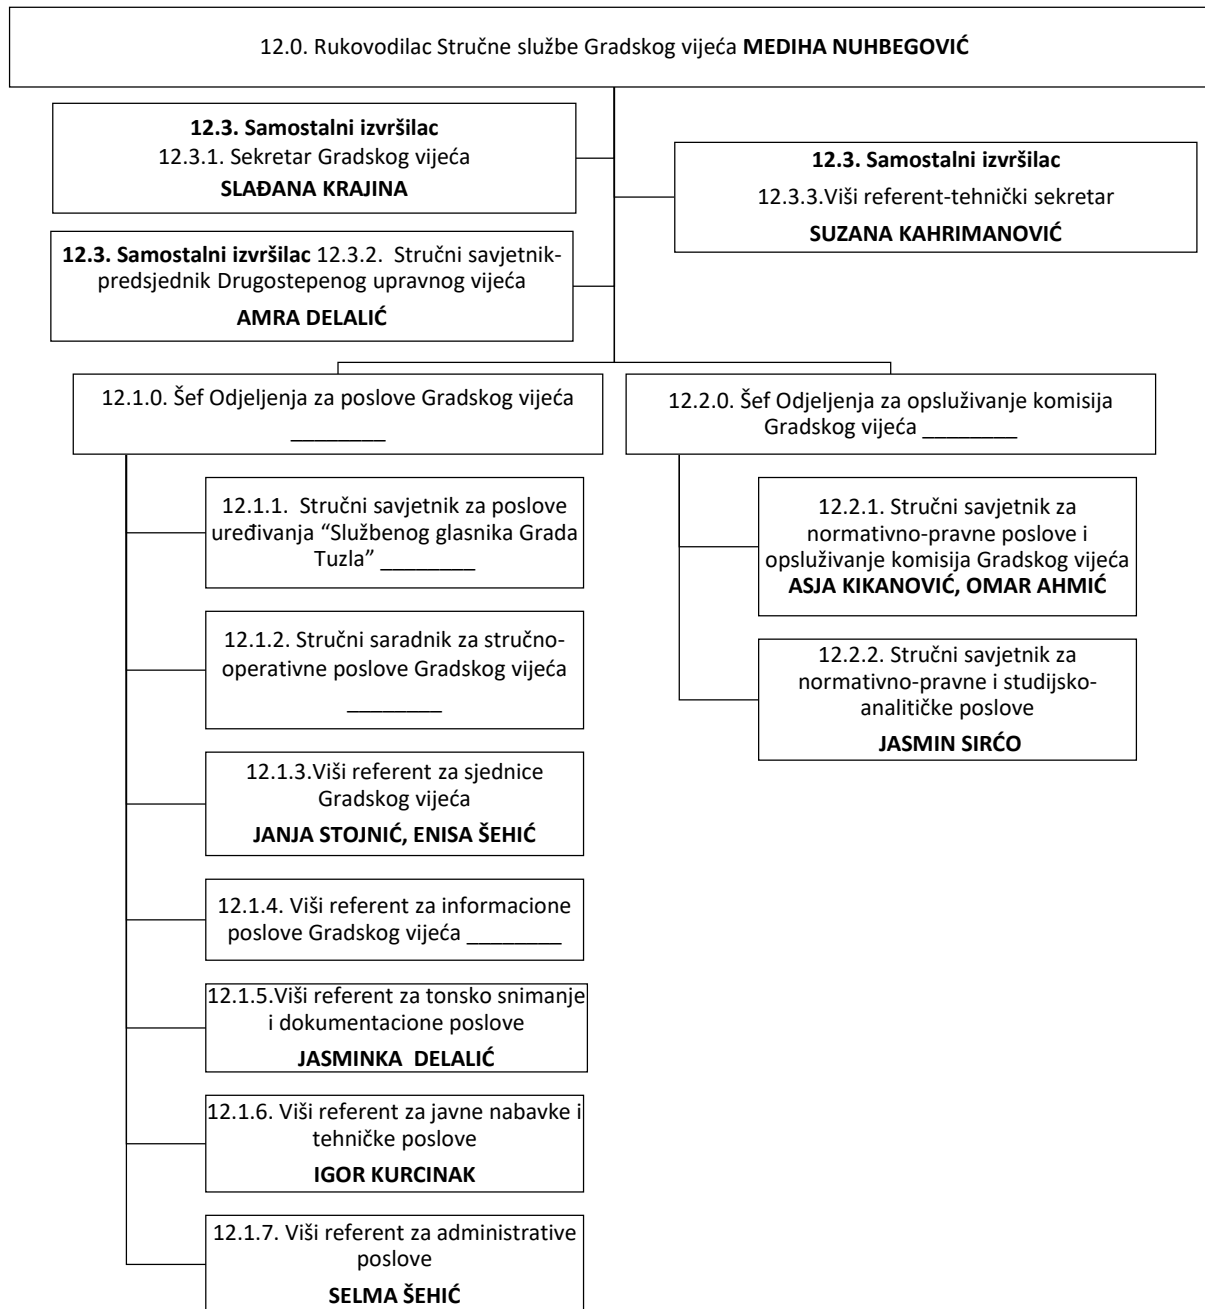 12.0. Rukovodilac Stručne službe Gradskog vijeća MEDIHA NUHBEGOVIĆ
12.3. Samostalni izvršilac
12.3.1. Sekretar Gradskog vijeća
SLAĐANA KRAJINA
12.3. Samostalni izvršilac
12.3.3.Viši referent-tehnički sekretar
SUZANA KAHRIMANOVIĆ
12.3. Samostalni izvršilac 12.3.2.  Stručni savjetnik-
predsjednik Drugostepenog upravnog vijeća
AMRA DELALIĆ
12.1.0. Šef Odjeljenja za poslove Gradskog vijeća
________
12.2.0. Šef Odjeljenja za opsluživanje komisija
Gradskog vijeća ________
12.1.1.  Stručni savjetnik za poslove
uređivanja “Službenog glasnika Grada
Tuzla” ________
12.1.2. Stručni saradnik za stručno-
operativne poslove Gradskog vijeća
________
12.1.3.Viši referent za sjednice
Gradskog vijeća
JANJA STOJNIĆ, ENISA ŠEHIĆ
12.1.4. Viši referent za informacione
poslove Gradskog vijeća ________
12.1.5.Viši referent za tonsko snimanje
i dokumentacione poslove
JASMINKA  DELALIĆ
12.1.6. Viši referent za javne nabavke i
tehničke poslove
IGOR KURCINAK
12.1.7. Viši referent za administrative
poslove
SELMA ŠEHIĆ
12.2.1. Stručni savjetnik za
normativno-pravne poslove i
opsluživanje komisija Gradskog vijeća
ASJA KIKANOVIĆ, OMAR AHMIĆ
12.2.2. Stručni savjetnik za
normativno-pravne i studijsko-
analitičke poslove
JASMIN SIRĆO